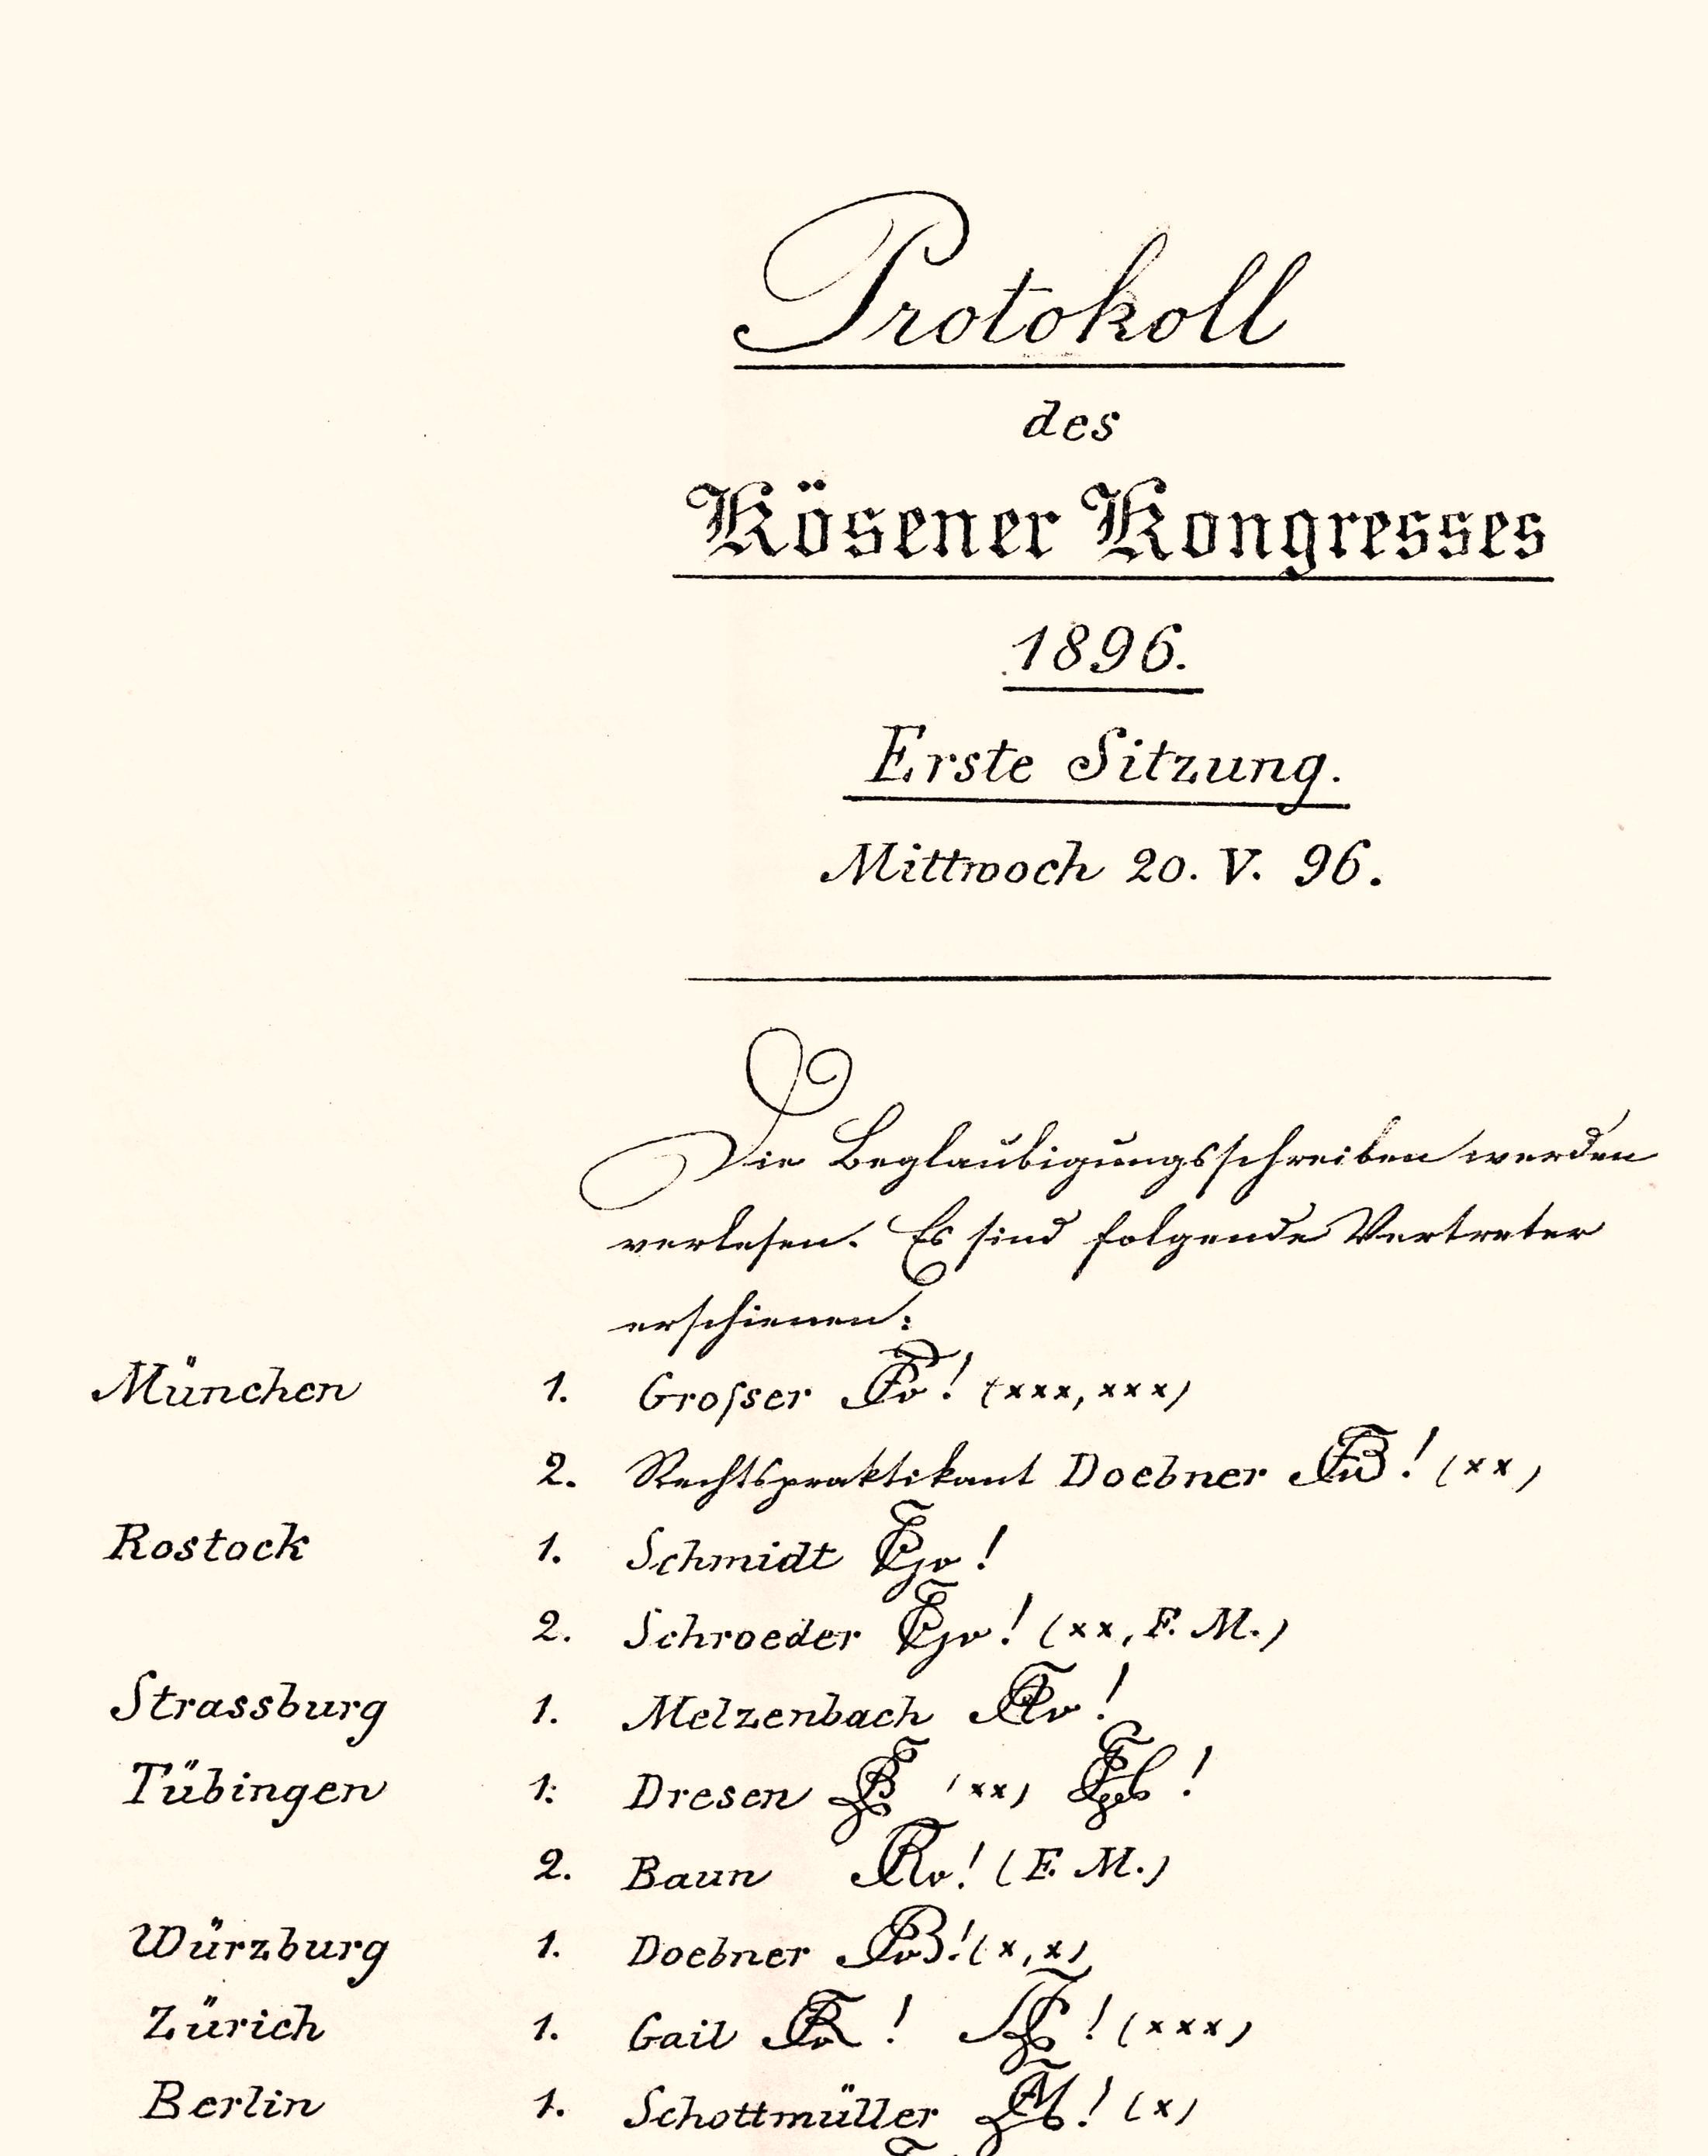 Protokoll
des
Kösener Kongresses
1896.
Erste Sitzung.
Mittwoch 20. V. 96.
Die Beglaubigungsschreiben werden
verlesen. Es sind folgende Vertreter
erschienen:
München 1. Grosser ! (xxx, xxx)
2. Rechtspraktikant Doebner ! (xx)
Rostock 1. Schmidt !
2. Schroeder ! (xx, F. M.)
Strassburg 1. Melzenbach !
Tübingen 1. Dresen (xx) !
2. Baun ! (F. M.)
Würzburg 1. Doebner ! (x, x)
Zürich 1. Gail ! ! (xxx)
Berlin 1. Schottmüller ! (x)